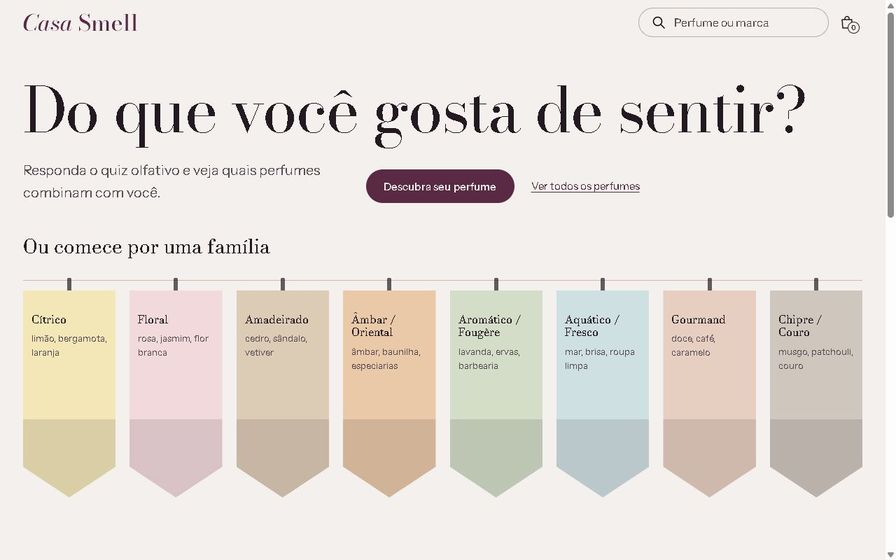 Casa Smell
Perfume ou marca
0
Do que você gosta de sentir?
Responda o quiz olfativo e veja quais perfumes
combinam com você.
Descubra seu perfume
Ver todos os perfumes
Ou comece por uma família
Cítrico
limão, bergamota,
laranja
Floral
rosa, jasmim, flor
branca
Amadeirado
cedro, sândalo,
vetiver
Âmbar /
Oriental
âmbar, baunilha,
especiarias
Aromático /
Fougère
lavanda, ervas,
barbearia
Aquático /
Fresco
mar, brisa, roupa
limpa
Gourmand
doce, café,
caramelo
Chipre /
Couro
musgo, patchouli,
couro